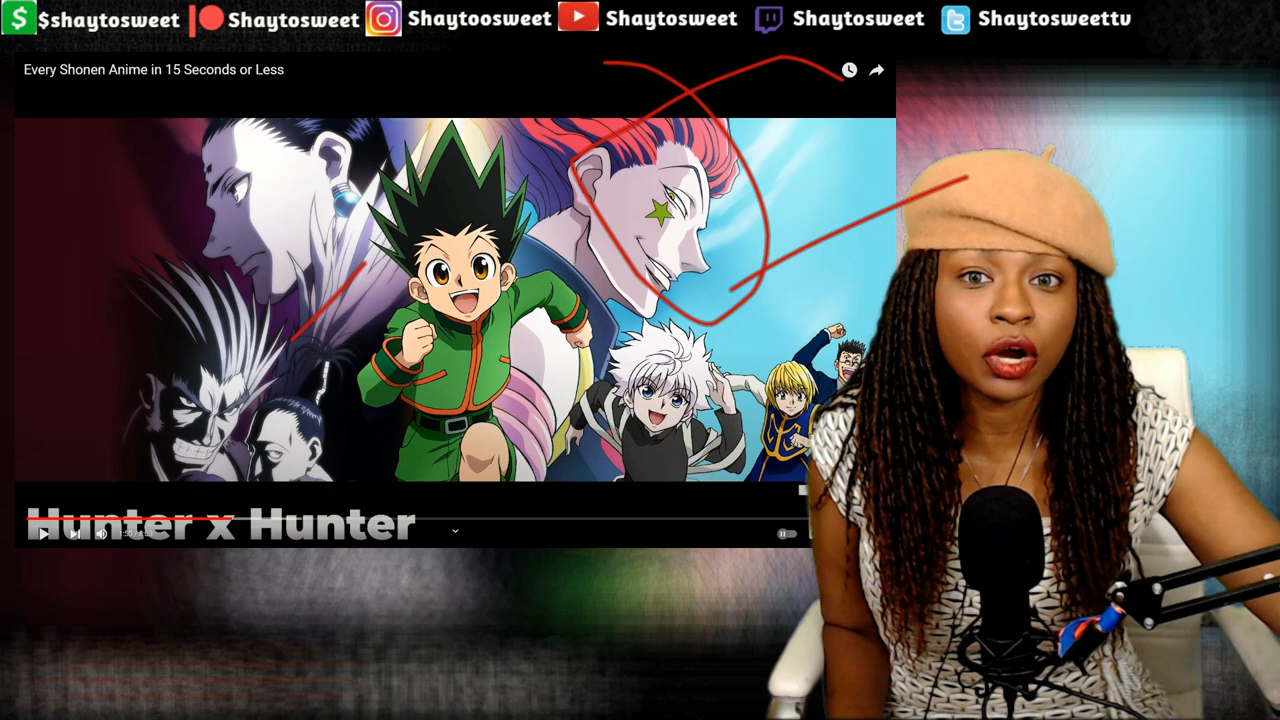 $shaytosweet Shaytosweet Shaytoosweet Shaytosweet Shaytosweet Shaytosweettv
Every Shonen Anime in 15 Seconds or Less
Hunter x Hunter